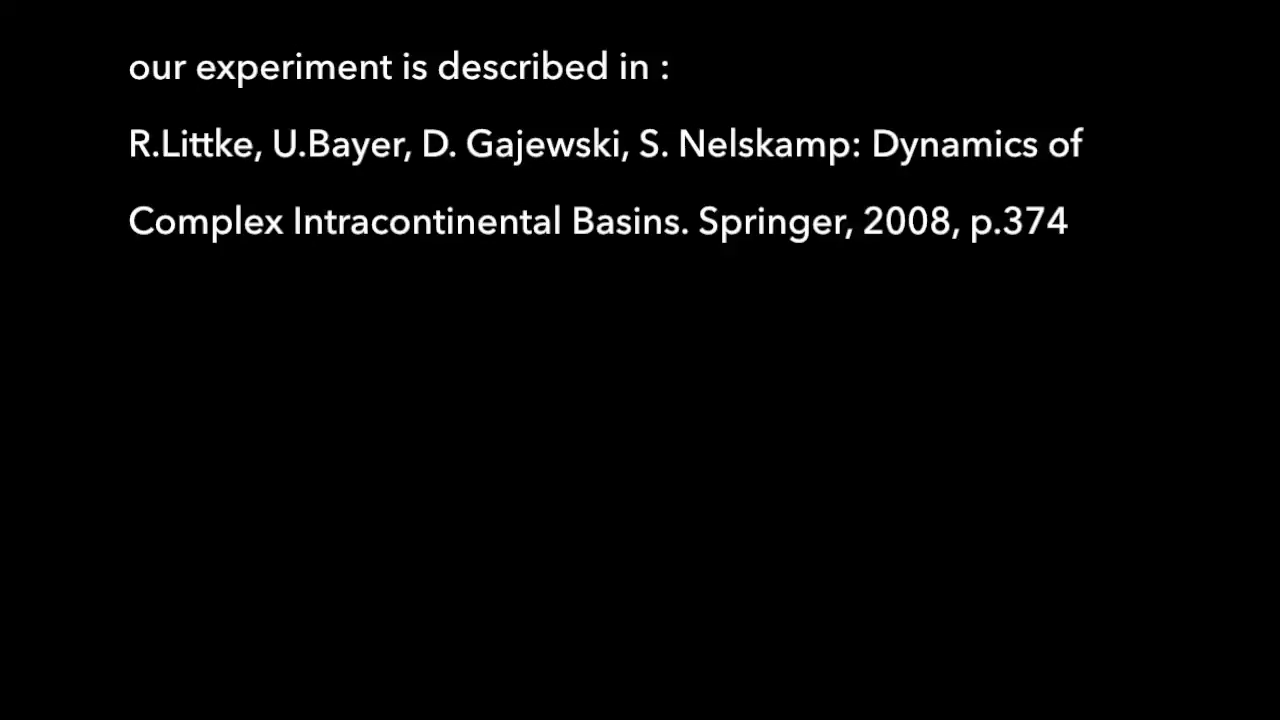 our experiment is described in :
R.Littke, U.Bayer, D. Gajewski, S. Nelskamp: Dynamics of
Complex Intracontinental Basins. Springer, 2008, p.374